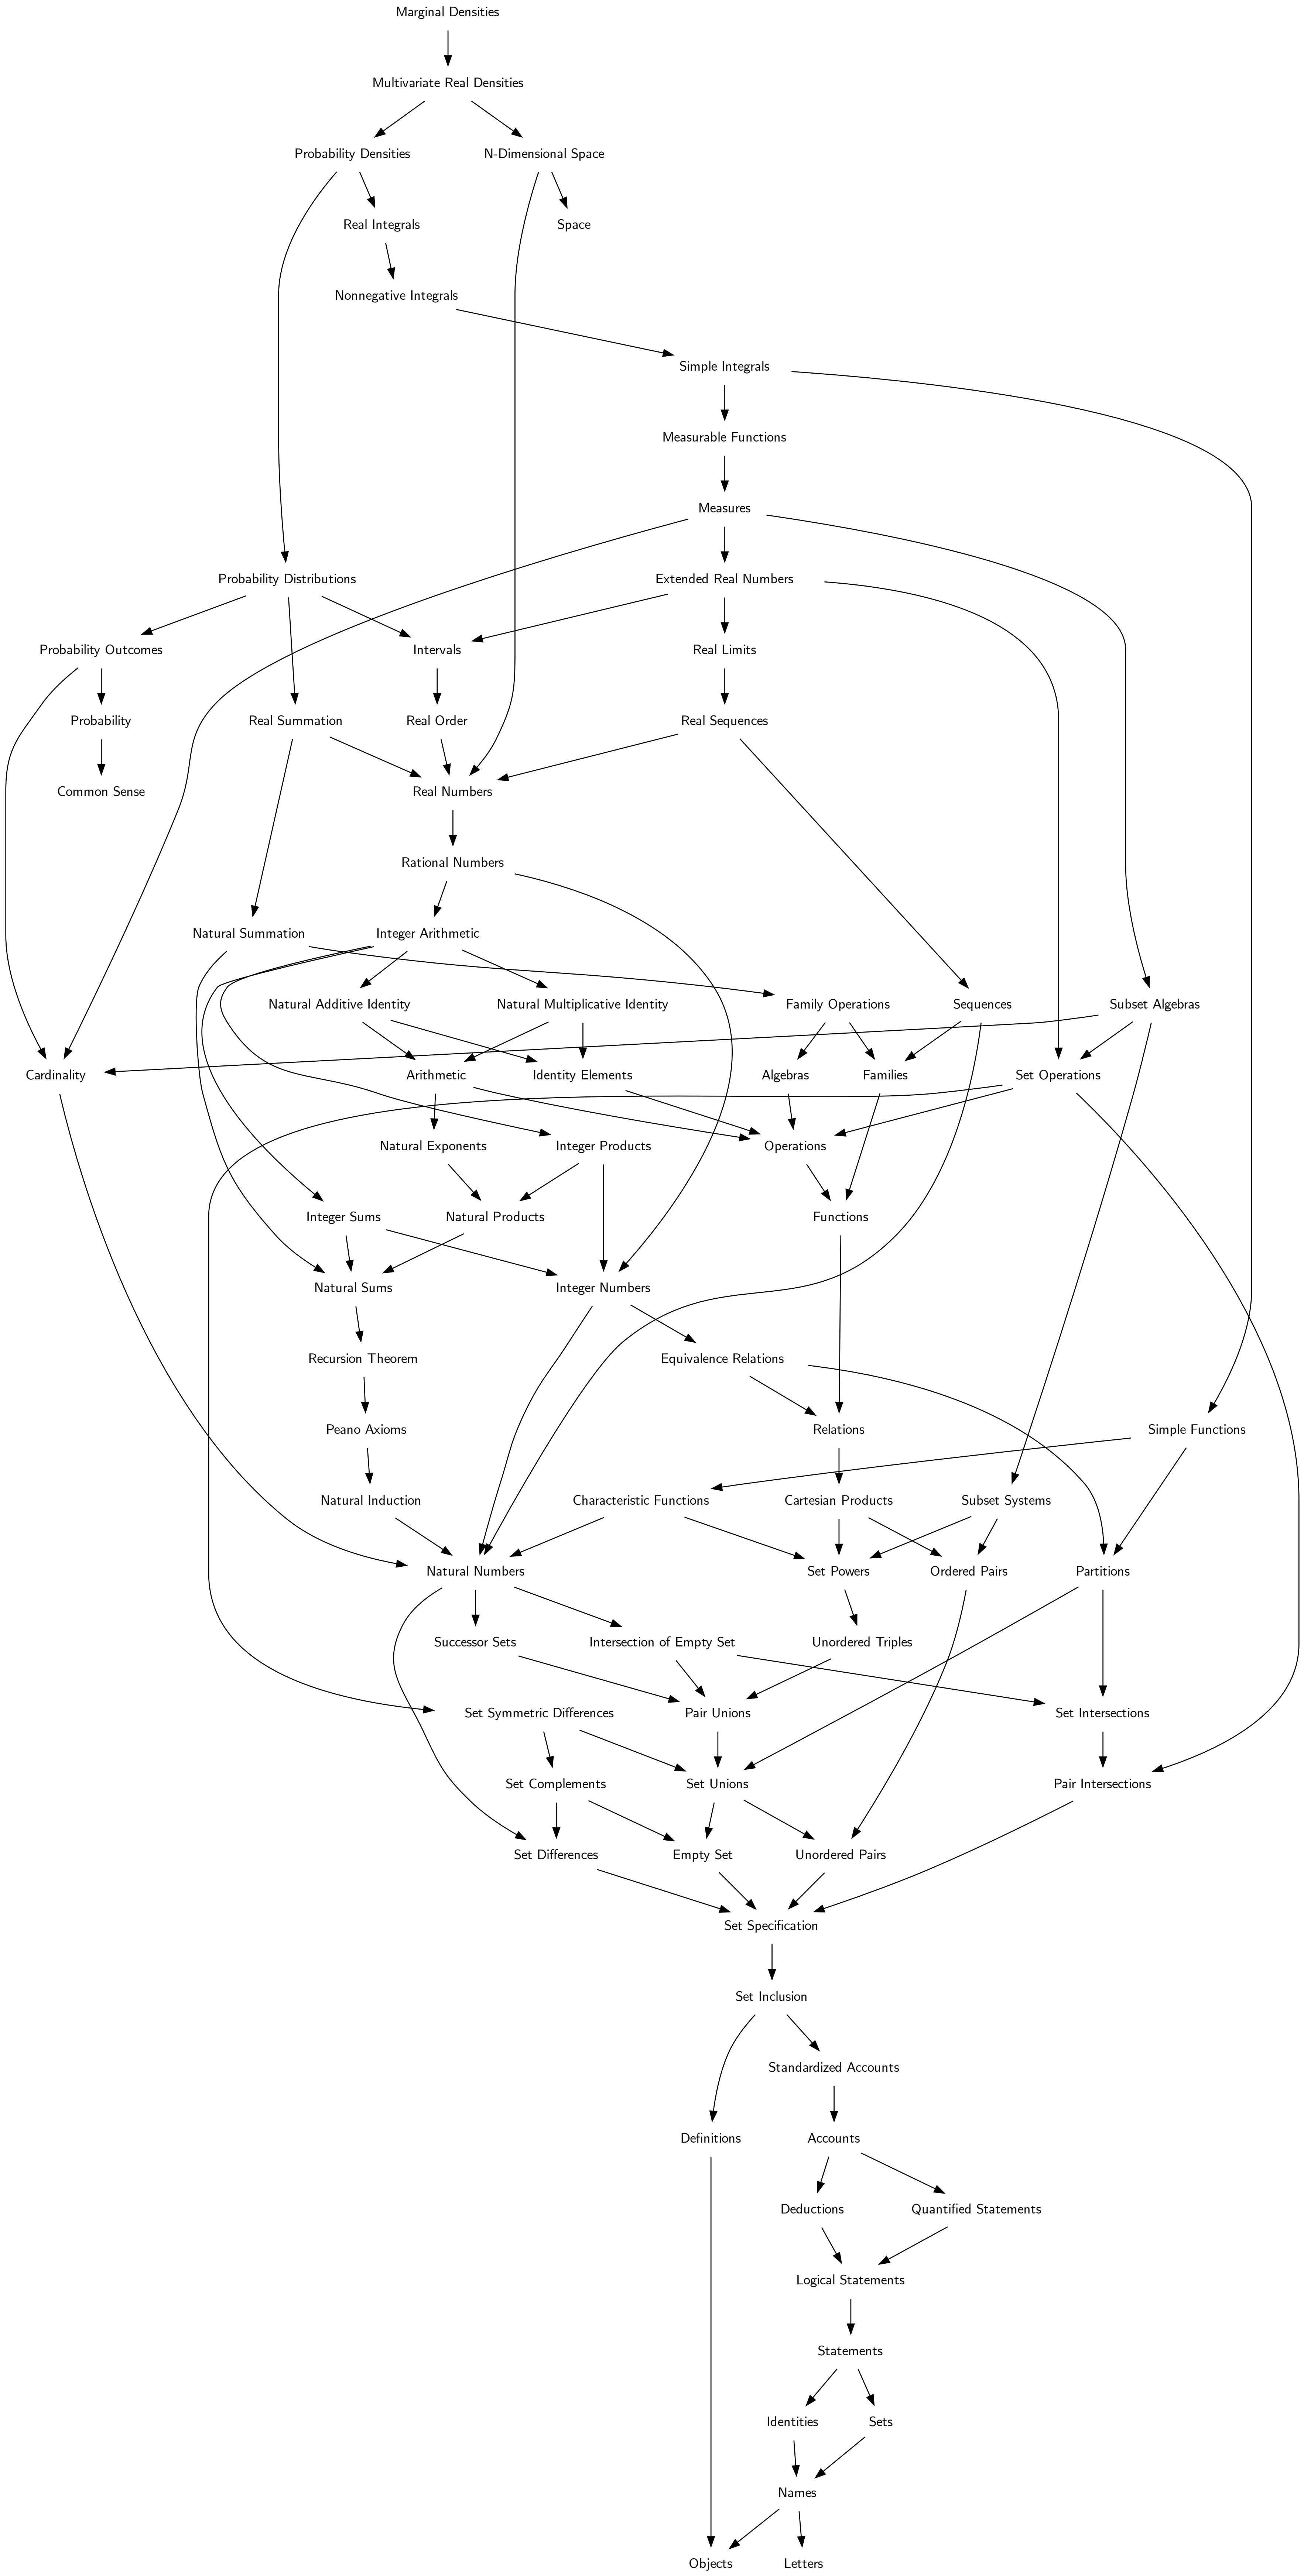 Marginal Densities
Multivariate Real Densities
Probability Densities
N-Dimensional Space
Real Integrals
Space
Nonnegative Integrals
Simple Integrals
Measurable Functions
Measures
Probability Distributions
Extended Real Numbers
Probability Outcomes
Intervals
Real Limits
Probability
Real Summation
Real Order
Real Sequences
Common Sense
Real Numbers
Rational Numbers
Natural Summation
Integer Arithmetic
Natural Additive Identity
Natural Multiplicative Identity
Family Operations
Sequences
Subset Algebras
Cardinality
Arithmetic
Identity Elements
Algebras
Families
Set Operations
Natural Exponents
Integer Products
Operations
Integer Sums
Natural Products
Functions
Natural Sums
Integer Numbers
Recursion Theorem
Equivalence Relations
Peano Axioms
Relations
Simple Functions
Natural Induction
Characteristic Functions
Cartesian Products
Subset Systems
Natural Numbers
Set Powers
Ordered Pairs
Partitions
Successor Sets
Intersection of Empty Set
Unordered Triples
Set Symmetric Differences
Pair Unions
Set Intersections
Set Complements
Set Unions
Pair Intersections
Set Differences
Empty Set
Unordered Pairs
Set Specification
Set Inclusion
Standardized Accounts
Definitions
Accounts
Deductions
Quantified Statements
Logical Statements
Statements
Identities
Sets
Names
Objects
Letters